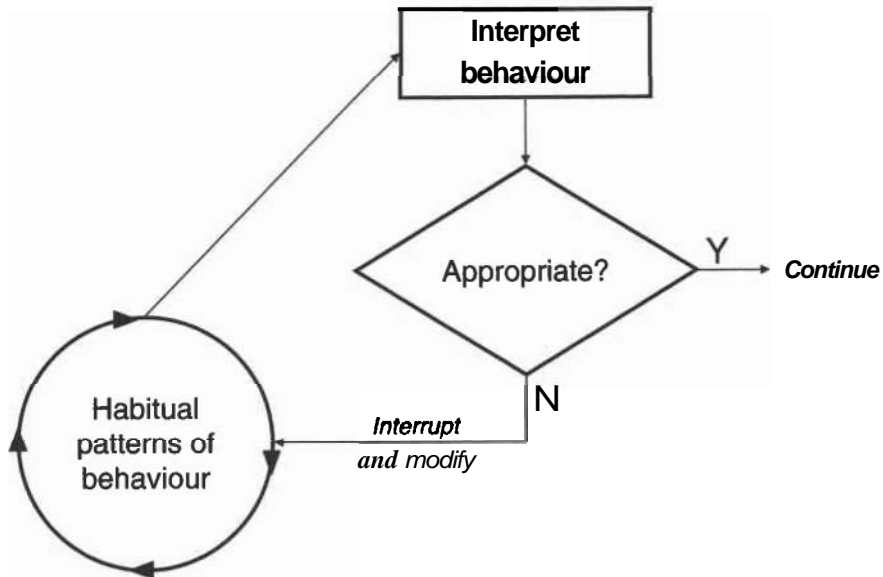 Interpret
behaviour
Appropriate?
Y
Continue
N
Interrupt
and modify
Habitual
patterns of
behaviour